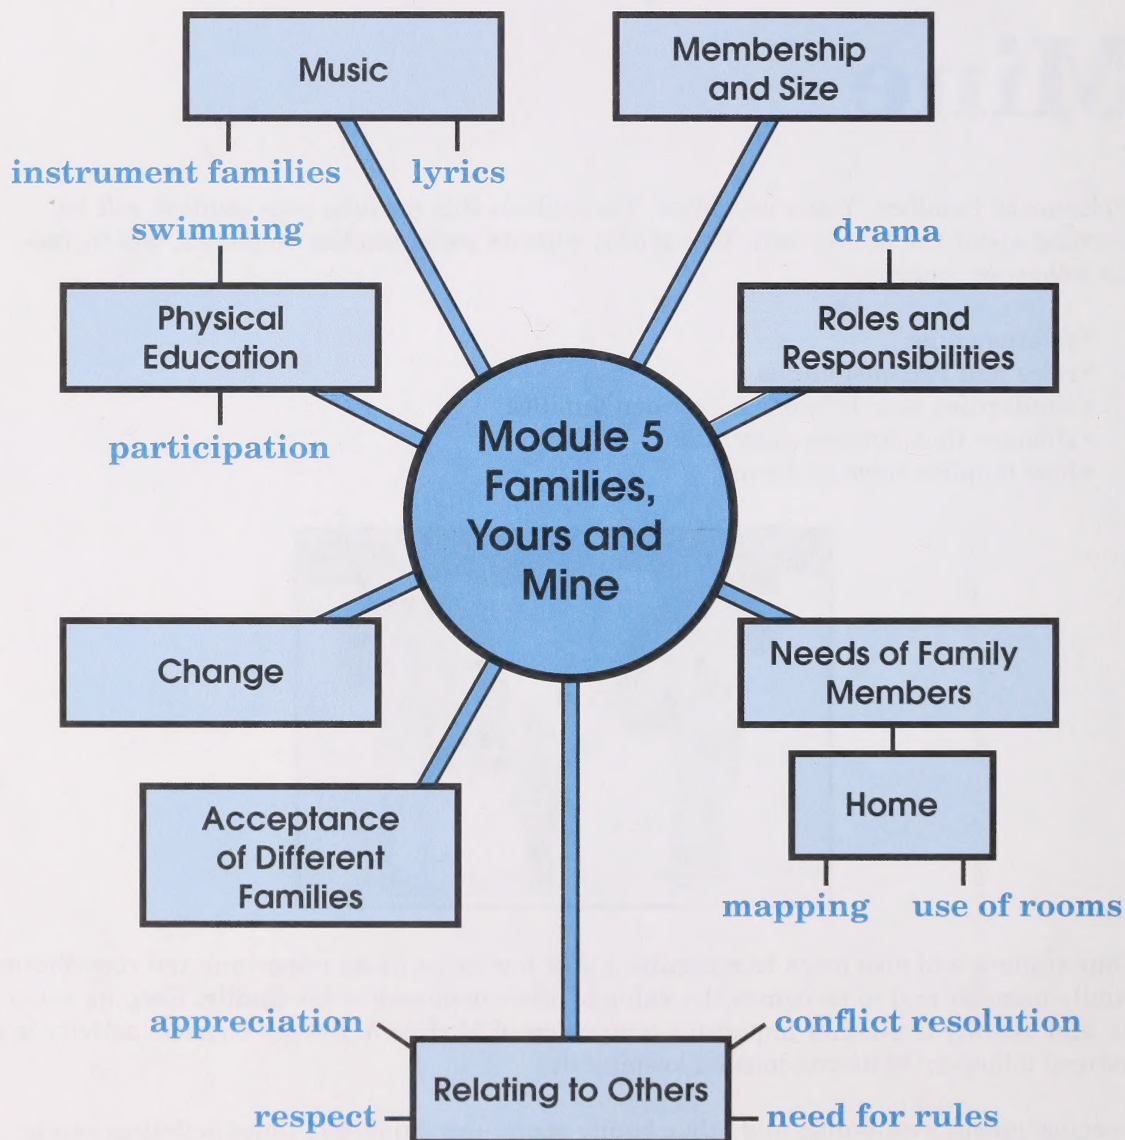 Music
Membership
and Size
instrument families
lyrics
swimming
drama
Physical
Education
Roles and
Responsibilities
participation
Module 5
Families,
Yours and
Mine
Change
Needs of Family
Members
Home
Acceptance
of Different
Families
mapping
use of rooms
appreciation
conflict resolution
Relating to Others
respect
need for rules